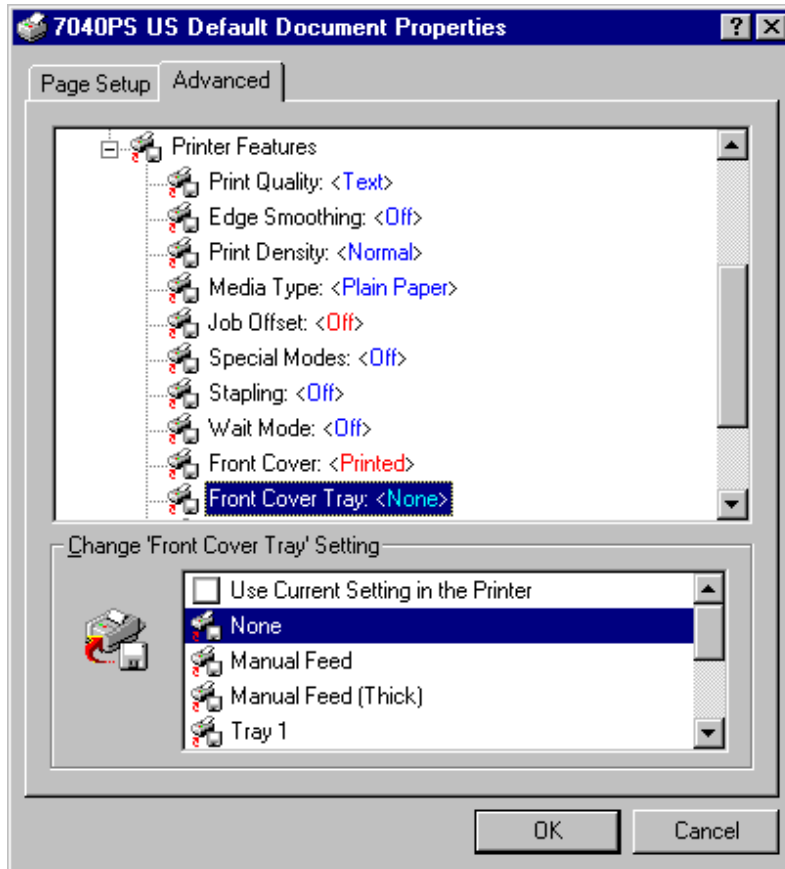 7040PS US Default Document Properties
Page Setup
Advanced
Printer Features
Print Quality: <Text>
Edge Smoothing: <Off>
Print Density: <Normal>
Media Type: <Plain Paper>
Job Offset: <Off>
Special Modes: <Off>
Stapling: <Off>
Wait Mode: <Off>
Front Cover: <Printed>
Front Cover Tray: <None>
Change 'Front Cover Tray' Setting
Use Current Setting in the Printer
None
Manual Feed
Manual Feed (Thick)
Tray 1
OK
Cancel